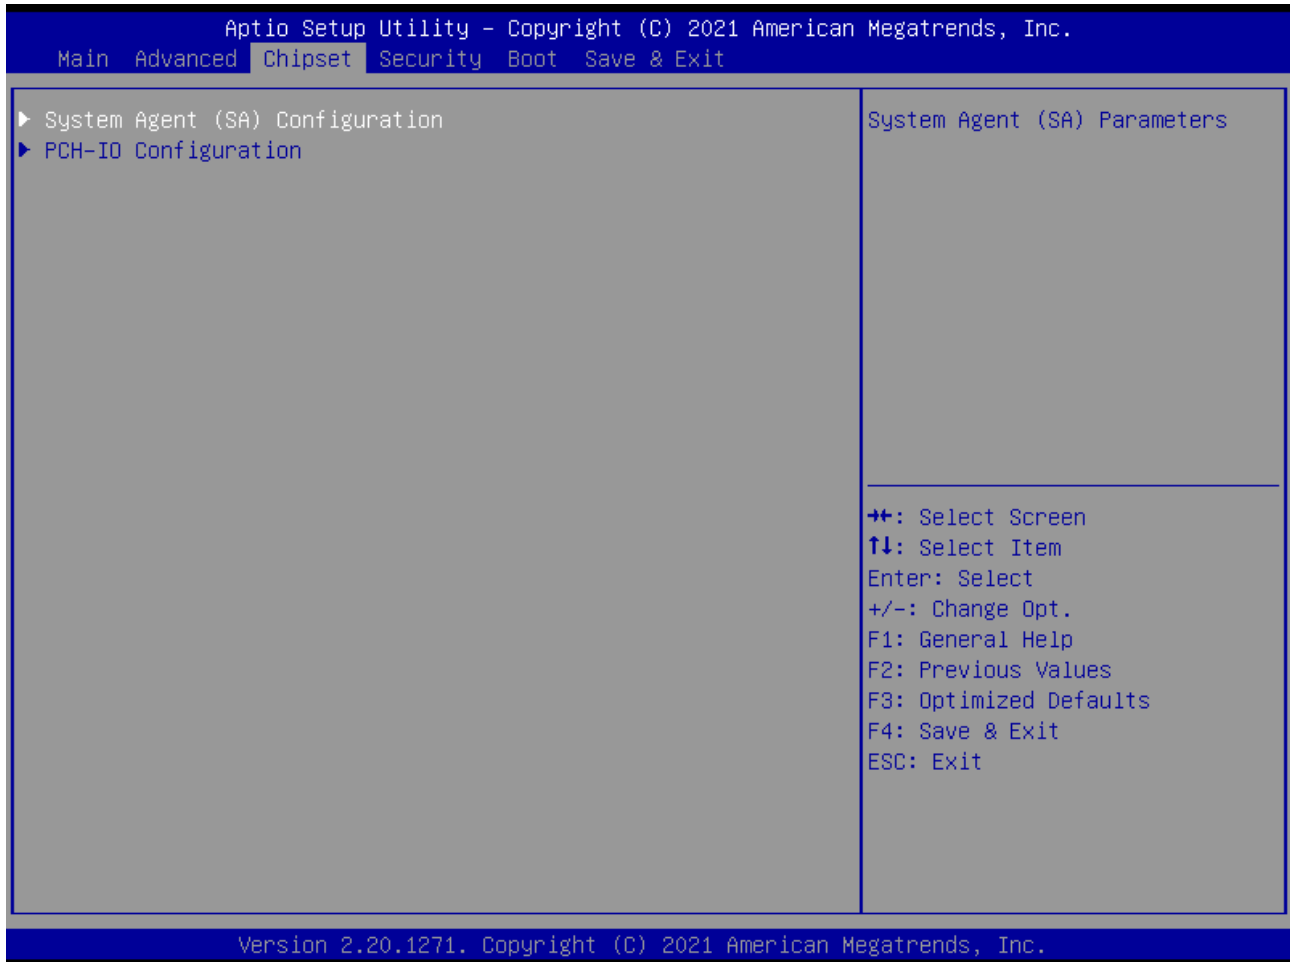 Aptio Setup Utility – Copyright (C) 2021 American Megatrends, Inc.
Main Advanced Chipset Security Boot Save & Exit
► System Agent (SA) Configuration
► PCH-IO Configuration
System Agent (SA) Parameters
→←: Select Screen
↑↓: Select Item
Enter: Select
+/-: Change Opt.
F1: General Help
F2: Previous Values
F3: Optimized Defaults
F4: Save & Exit
ESC: Exit
Version 2.20.1271. Copyright (C) 2021 American Megatrends, Inc.